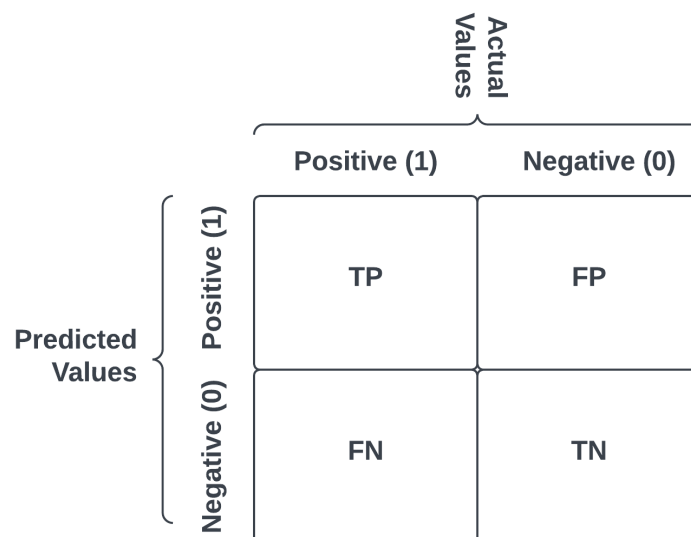 Actual
Values
Positive (1)
Negative (0)
Predicted
Values
Positive (1)
TP
FP
Negative (0)
FN
TN